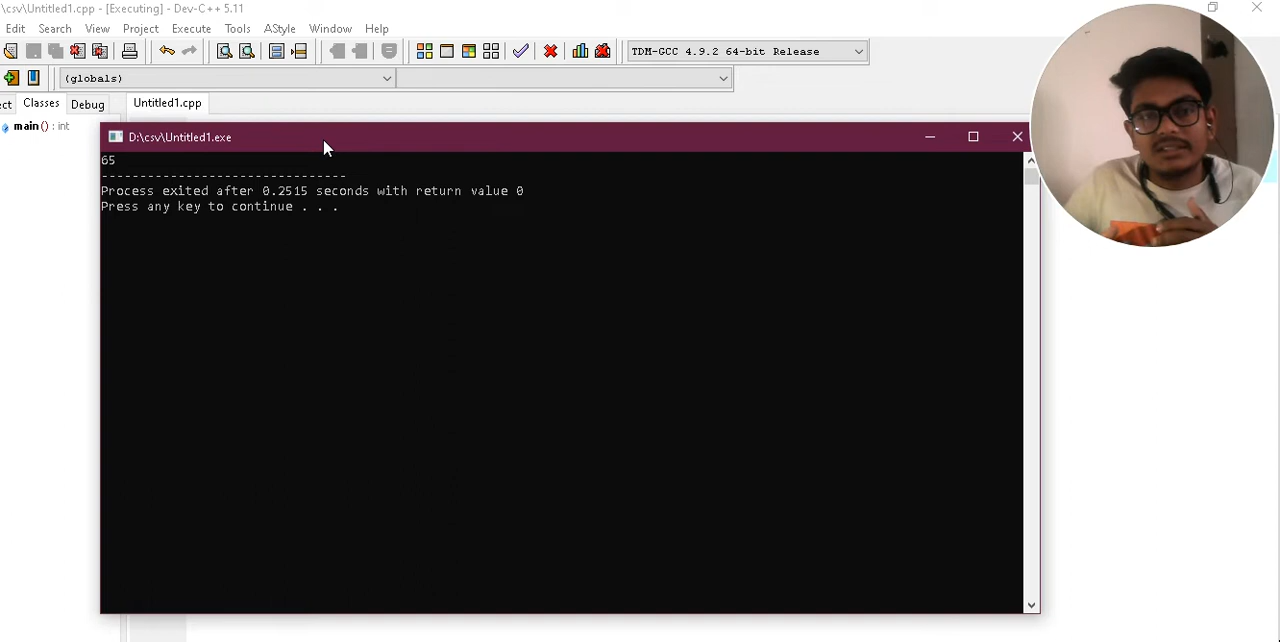 \csv\Untitled1.cpp - [Executing] - Dev-C++ 5.11
Edit Search View Project Execute Tools AStyle Window Help
TDM-GCC 4.9.2 64-bit Release
(globals)
ect Classes Debug Untitled1.cpp
main() : int
D:\csv\Untitled1.exe
65
--------------------------------
Process exited after 0.2515 seconds with return value 0
Press any key to continue . . .